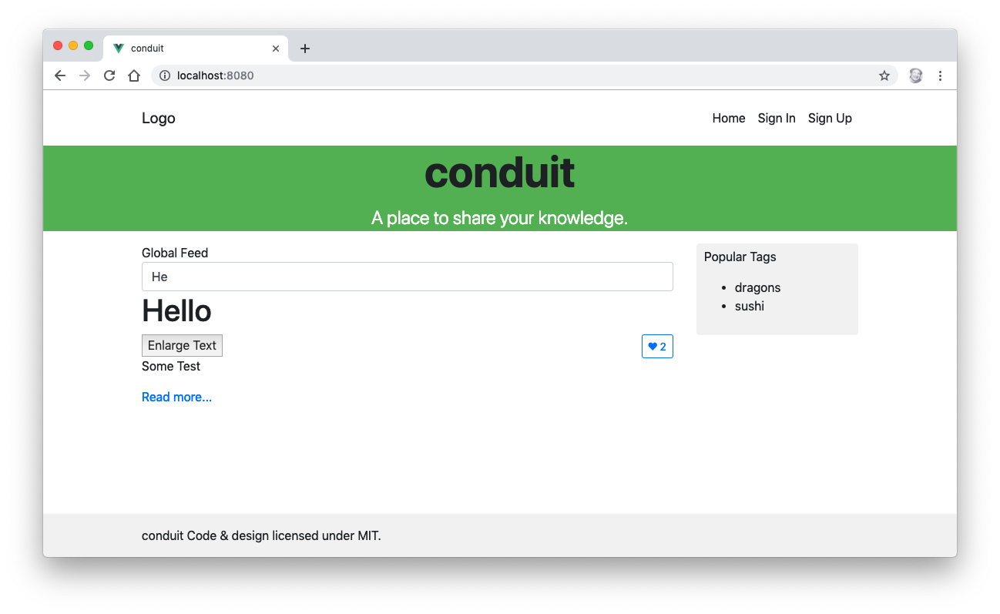 conduit
localhost:8080
Logo
Home Sign In Sign Up
conduit
A place to share your knowledge.
Global Feed
He
Hello
Enlarge Text
2
Some Test
Read more...
Popular Tags
dragons
sushi
conduit Code & design licensed under MIT.